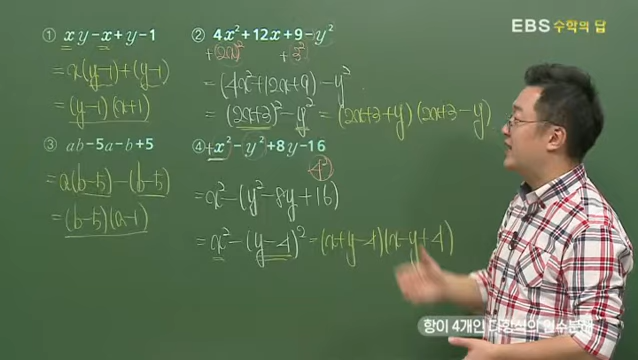 EBS 수학의 답
① xy-x+y-1
= x(y-1)+(y-1)
= (y-1)(x+1)
② 4x²+12x+9-y²
+(2x)² +3²
= (4x²+12x+9)-y²
= (2x+3)²-y² = (2x+3+y)(2x+3-y)
③ ab-5a-b+5
= a(b-5)-(b-5)
= (b-5)(a-1)
④ +x²-y²+8y-16
= x²-(y²-8y+16)
= x²-(y-4)² = (x+y-4)(x-y+4)
항이 4개인 다항식의 인수분해